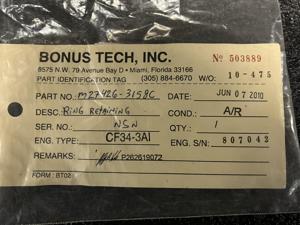 BONUS TECH, INC.
Nº 503889
8575 N.W. 79 Avenue Bay D • Miami, Florida 33166
PART IDENTIFICATION TAG (305) 884-6670 W/O: 10-475
PART NO.: M27426-3158C DATE: JUN 07 2010
DESC: RING RETAINING COND.: A/R
SER. NO.: NSN QTY.: 1
ENG. TYPE: CF34-3A1 ENG. S/N: 807043
REMARKS: P262619072
FORM: BT02